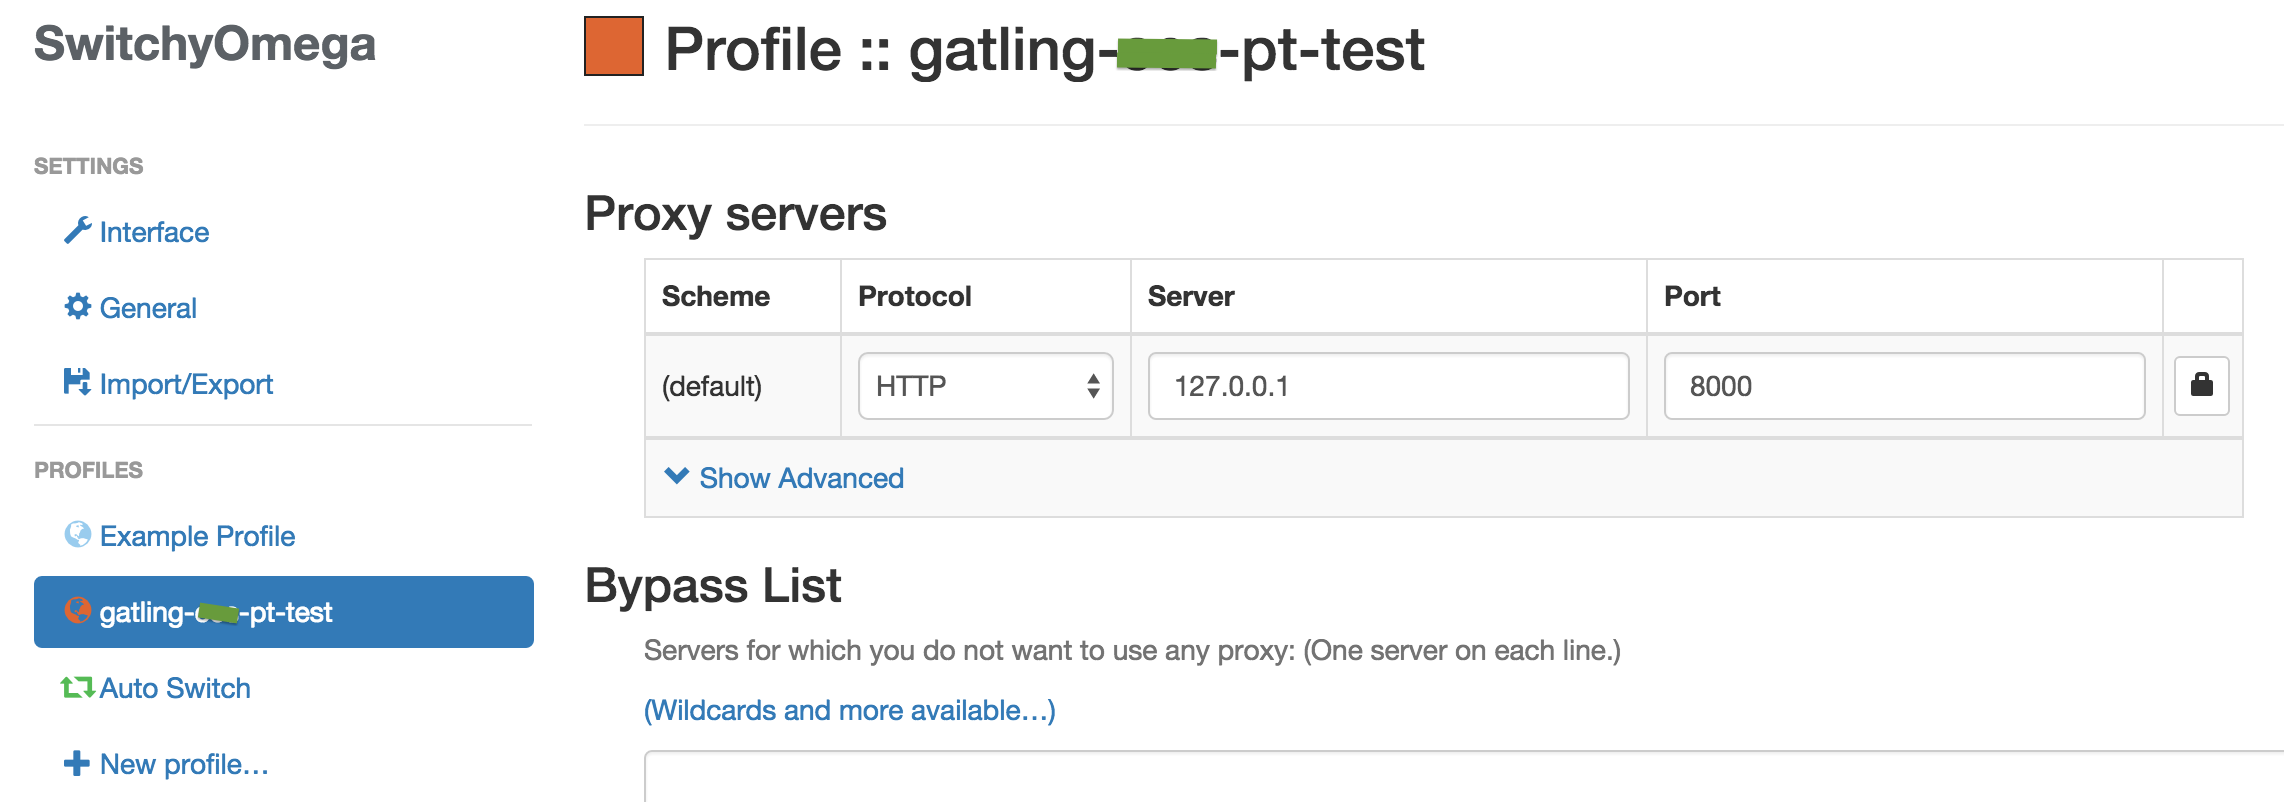 SwitchyOmega
SETTINGS
Interface
General
Import/Export
PROFILES
Example Profile
gatling- -pt-test
Auto Switch
New profile...
Profile :: gatling- -pt-test
Proxy servers
Scheme Protocol Server Port
(default) HTTP 127.0.0.1 8000
Show Advanced
Bypass List
Servers for which you do not want to use any proxy: (One server on each line.)
(Wildcards and more available...)